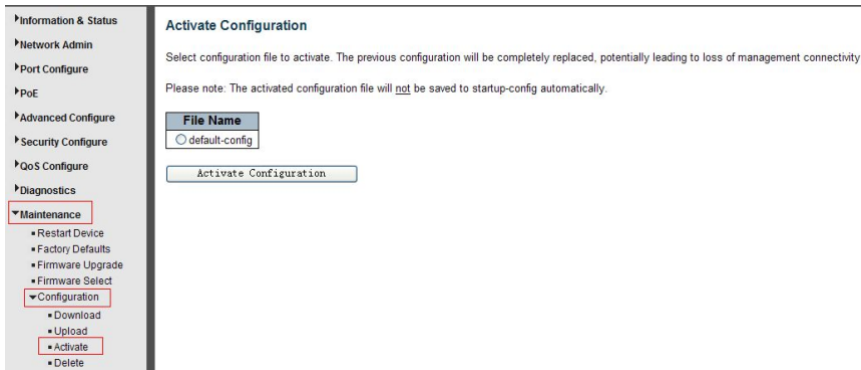 Information & Status
Network Admin
Port Configure
PoE
Advanced Configure
Security Configure
QoS Configure
Diagnostics
Maintenance
Restart Device
Factory Defaults
Firmware Upgrade
Firmware Select
Configuration
Download
Upload
Activate
Delete
Activate Configuration
Select configuration file to activate. The previous configuration will be completely replaced, potentially leading to loss of management connectivity
Please note: The activated configuration file will not be saved to startup-config automatically.
File Name
default-config
Activate Configuration